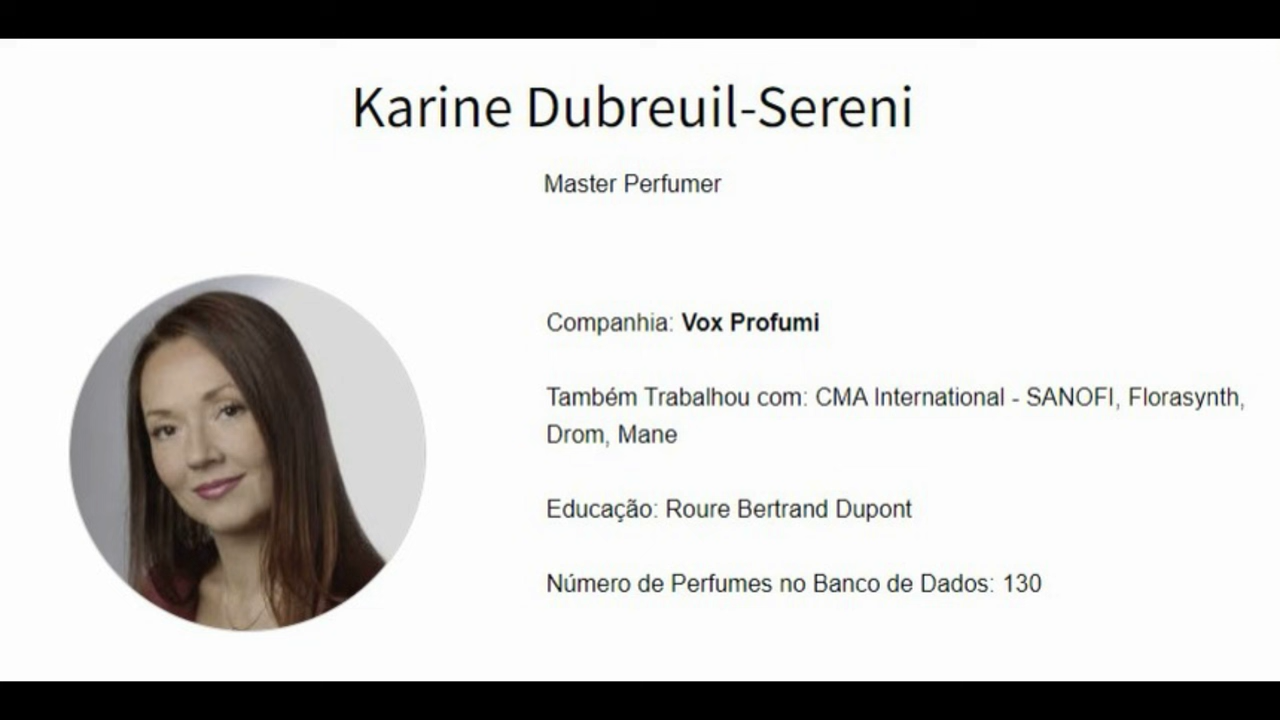 Karine Dubreuil-Sereni
Master Perfumer
Companhia: Vox Profumi
Também Trabalhou com: CMA International - SANOFI, Florasynth,
Drom, Mane
Educação: Roure Bertrand Dupont
Número de Perfumes no Banco de Dados: 130